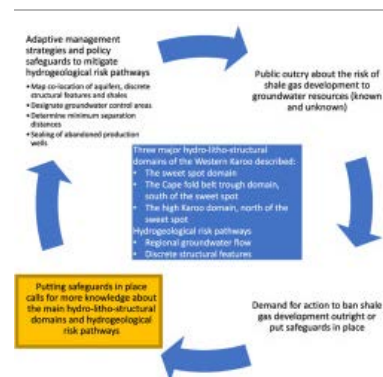 Adaptive management
strategies and policy
safeguards to mitigate
hydrogeological risk pathways
• Map co-location of aquifers, discrete
structural features and shales
• Designate groundwater control areas
• Determine minimum separation
distances
• Sealing of abandoned production
wells
Public outcry about the risk of
shale gas development to
groundwater resources (known
and unknown)
Three major hydro-litho-structural
domains of the Western Karoo described:
• The sweet spot domain
• The Cape fold belt trough domain,
south of the sweet spot
• The high Karoo domain, north of the
sweet spot
Hydrogeological risk pathways
• Regional groundwater flow
• Discrete structural features
Putting safeguards in place
calls for more knowledge about
the main hydro-litho-structural
domains and hydrogeological
risk pathways
Demand for action to ban shale
gas development outright or
put safeguards in place